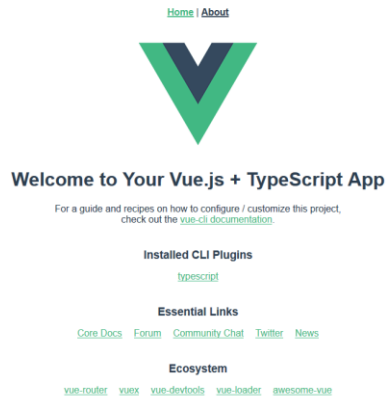 Home | About
Welcome to Your Vue.js + TypeScript App
For a guide and recipes on how to configure / customize this project,
check out the vue-cli documentation.
Installed CLI Plugins
typescript
Essential Links
Core Docs Forum Community Chat Twitter News
Ecosystem
vue-router vuex vue-devtools vue-loader awesome-vue